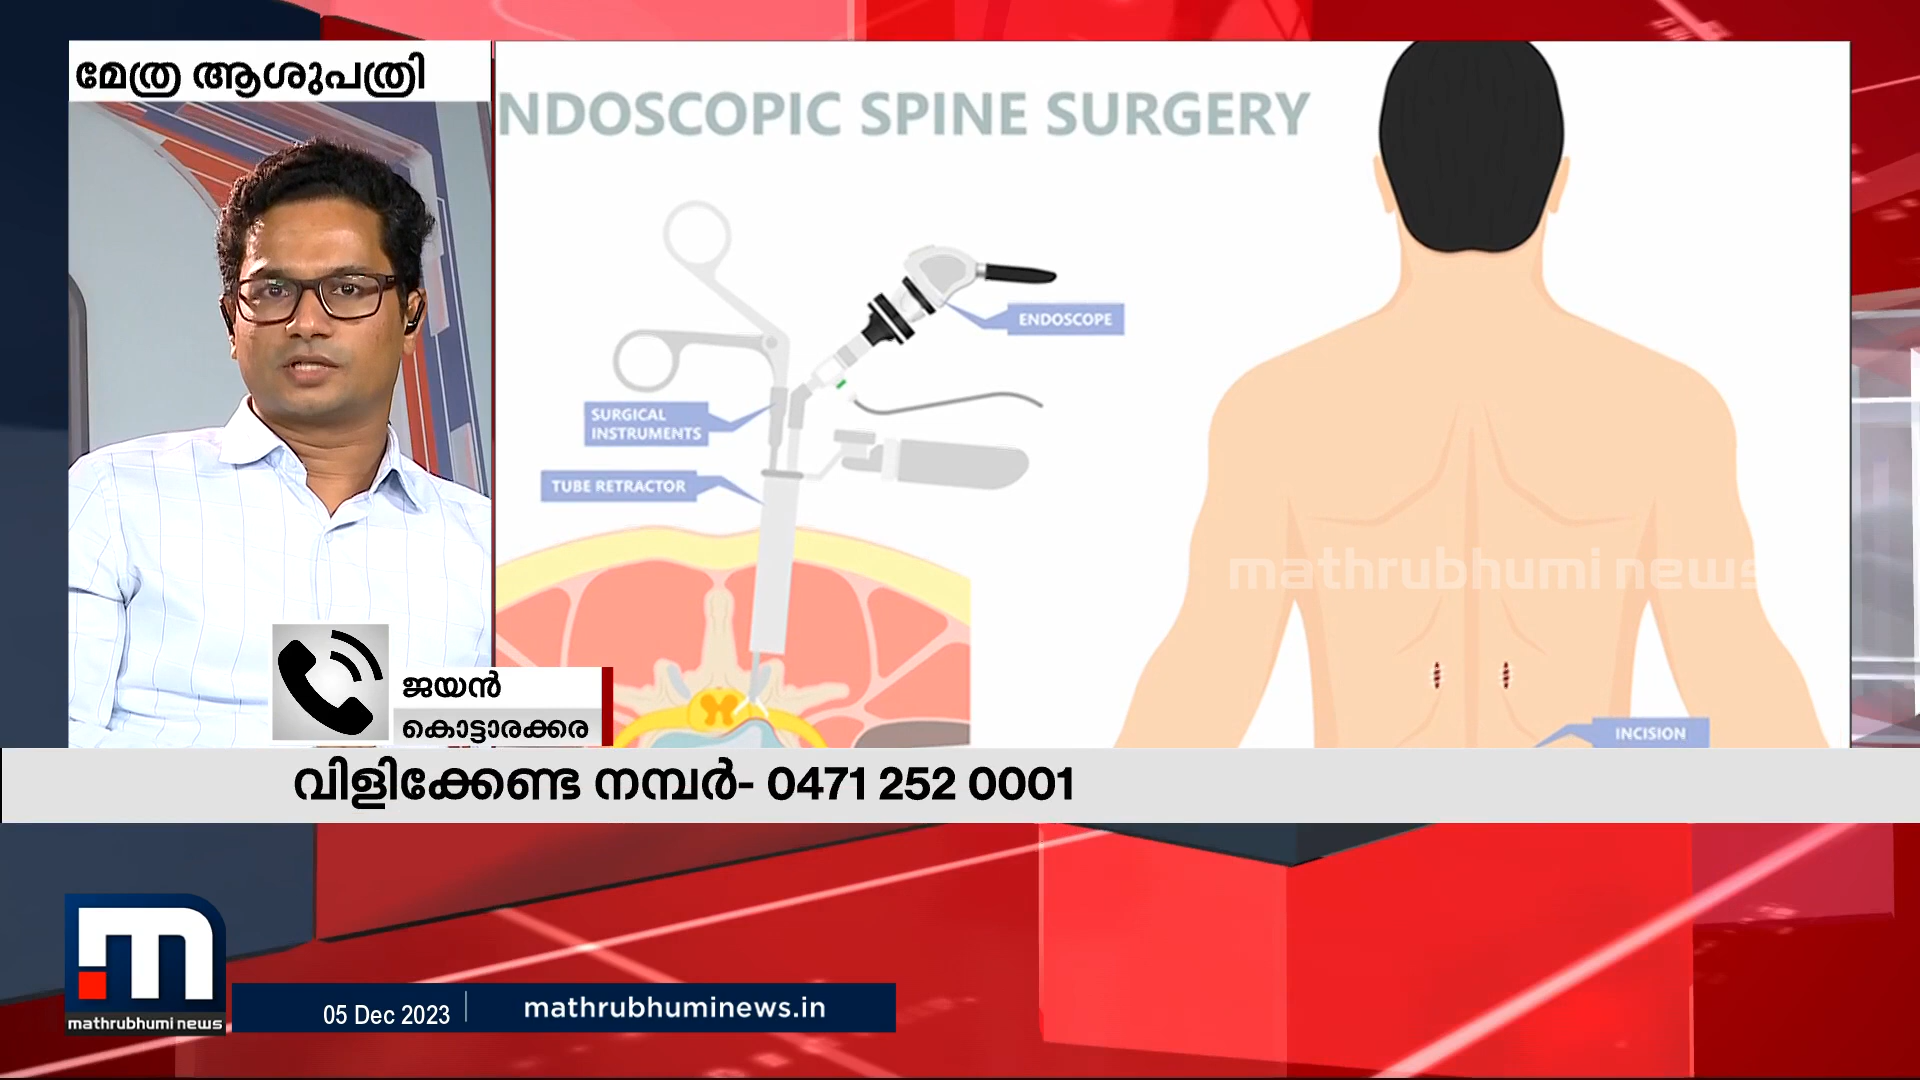 മേത്ര ആശുപത്രി
NDOSCOPIC SPINE SURGERY
ENDOSCOPE
SURGICAL
INSTRUMENTS
TUBE RETRACTOR
mathrubhumi news
INCISION
ജയൻ
കൊട്ടാരക്കര
വിളിക്കേണ്ട നമ്പർ- 0471 252 0001
mathrubhumi news
05 Dec 2023
mathrubhuminews.in